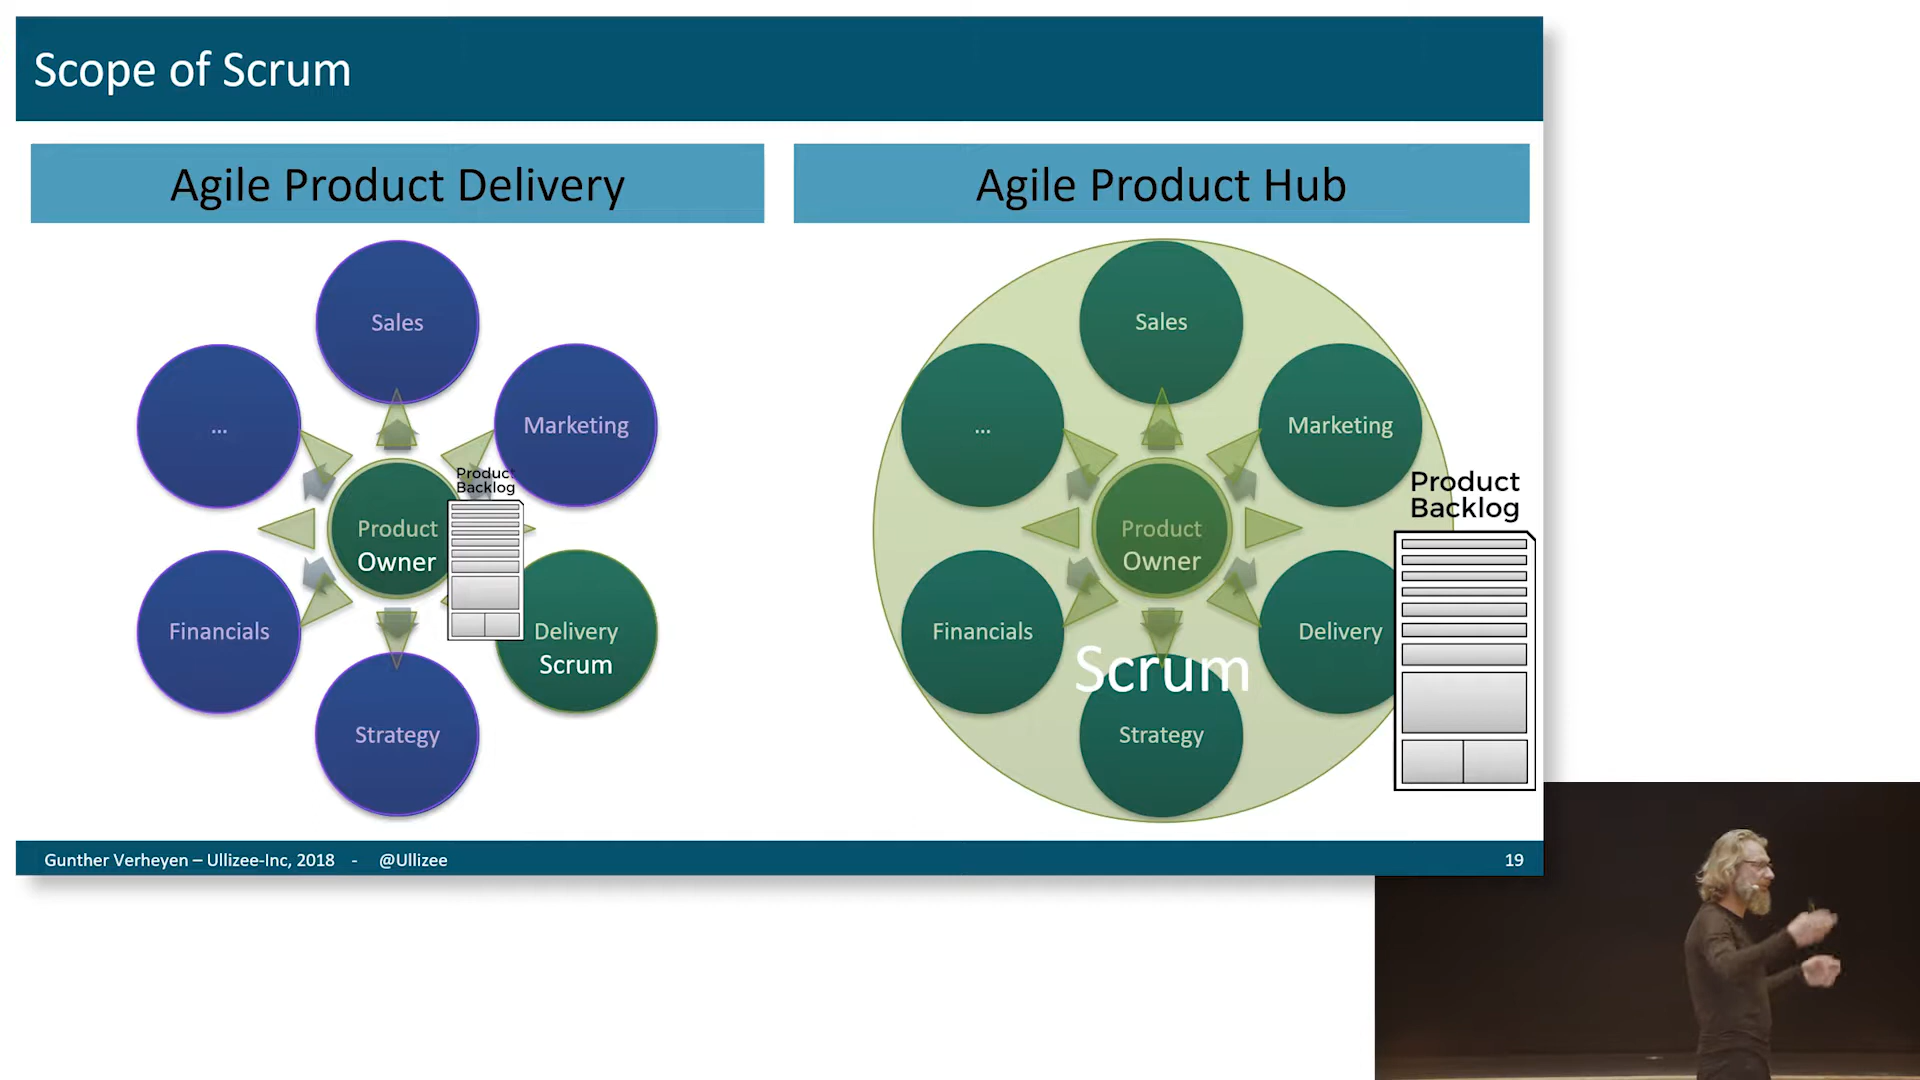 Scope of Scrum
Agile Product Delivery
Sales
...
Marketing
Product
Backlog
Product
Owner
Financials
Delivery
Scrum
Strategy
Agile Product Hub
Sales
...
Marketing
Product
Backlog
Product
Owner
Financials
Delivery
Scrum
Strategy
Gunther Verheyen – Ullizee-Inc, 2018 - @Ullizee
19